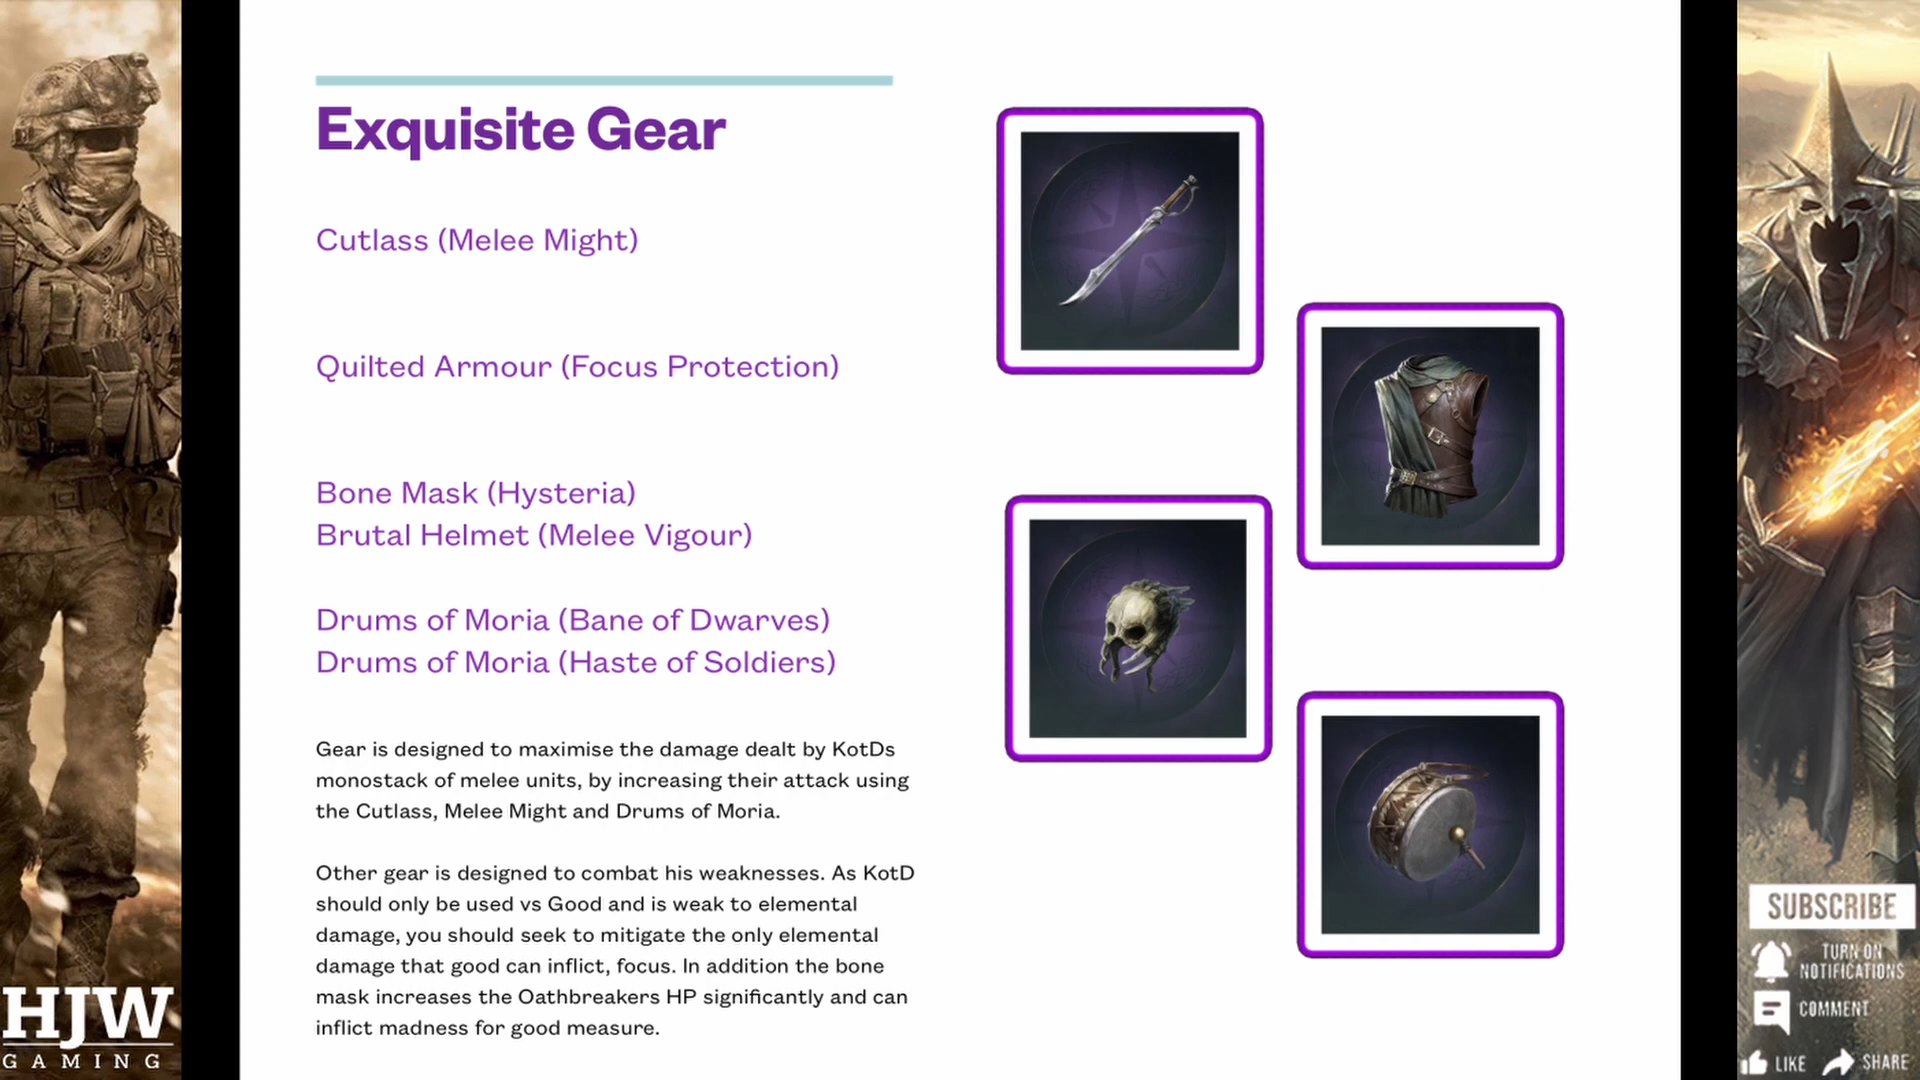 Exquisite Gear
Cutlass (Melee Might)
Quilted Armour (Focus Protection)
Bone Mask (Hysteria)
Brutal Helmet (Melee Vigour)
Drums of Moria (Bane of Dwarves)
Drums of Moria (Haste of Soldiers)
Gear is designed to maximise the damage dealt by KotDs
monostack of melee units, by increasing their attack using
the Cutlass, Melee Might and Drums of Moria.
Other gear is designed to combat his weaknesses. As KotD
should only be used vs Good and is weak to elemental
damage, you should seek to mitigate the only elemental
damage that good can inflict, focus. In addition the bone
mask increases the Oathbreakers HP significantly and can
inflict madness for good measure.
HJW
GAMING
SUBSCRIBE
TURN ON
NOTIFICATIONS
COMMENT
LIKE
SHARE